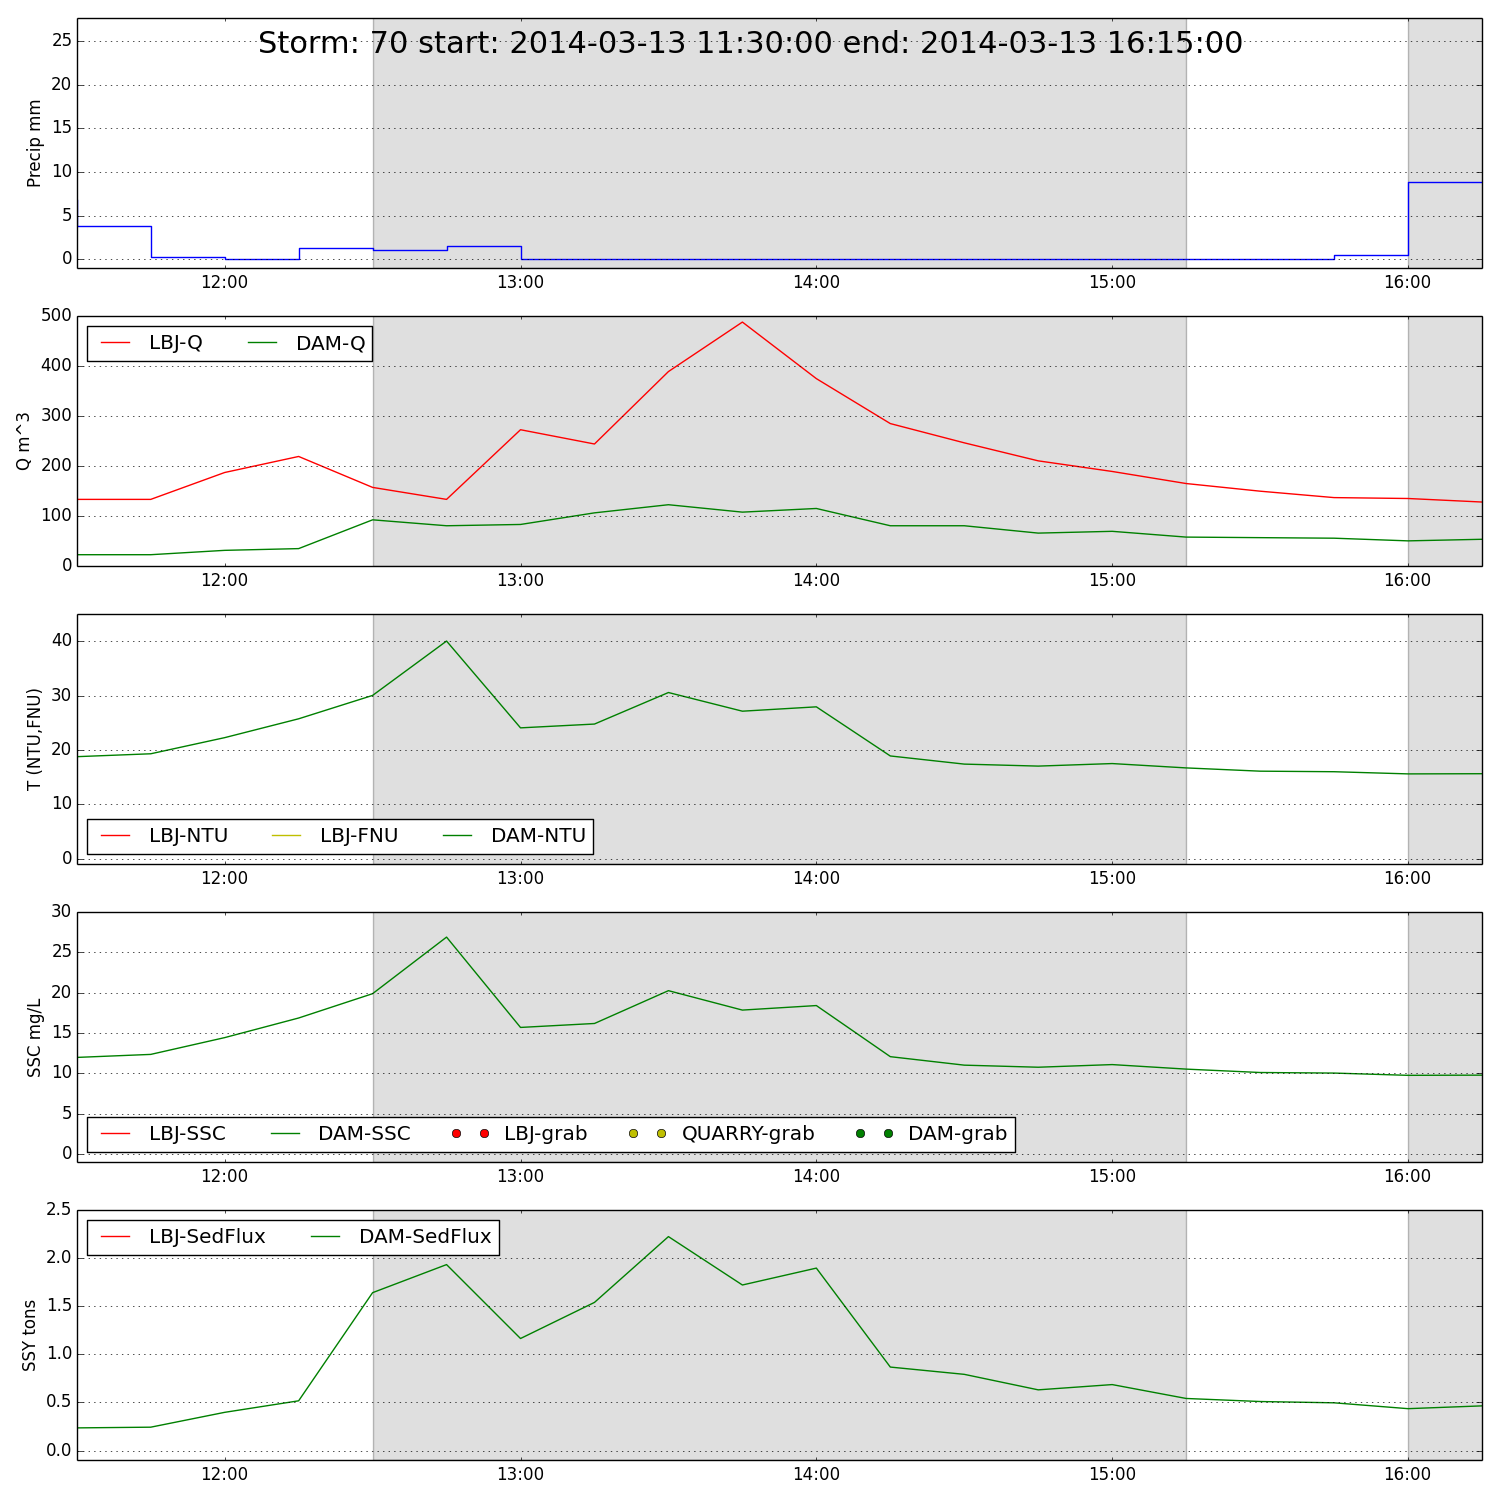 Storm: 70 start: 2014-03-13 11:30:00 end: 2014-03-13 16:15:00
Precip mm
25
20
15
10
5
0
12:00 13:00 14:00 15:00 16:00
Q m^3
LBJ-Q DAM-Q
500
400
300
200
100
0
12:00 13:00 14:00 15:00 16:00
T (NTU,FNU)
40
30
20
10
0
LBJ-NTU LBJ-FNU DAM-NTU
12:00 13:00 14:00 15:00 16:00
SSC mg/L
30
25
20
15
10
5
0
LBJ-SSC DAM-SSC LBJ-grab QUARRY-grab DAM-grab
12:00 13:00 14:00 15:00 16:00
SSY tons
LBJ-SedFlux DAM-SedFlux
2.5
2.0
1.5
1.0
0.5
0.0
12:00 13:00 14:00 15:00 16:00